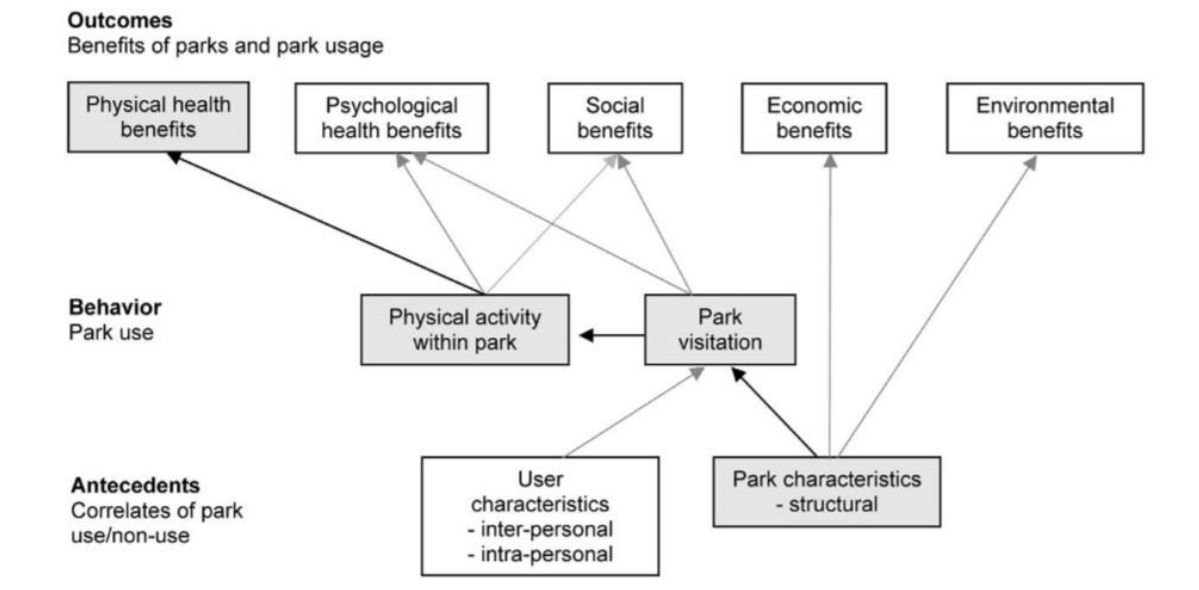 Outcomes
Benefits of parks and park usage
Physical health
benefits
Psychological
health benefits
Social
benefits
Economic
benefits
Environmental
benefits
Behavior
Park use
Physical activity
within park
Park
visitation
Antecedents
Correlates of park
use/non-use
User
characteristics
- inter-personal
- intra-personal
Park characteristics
- structural